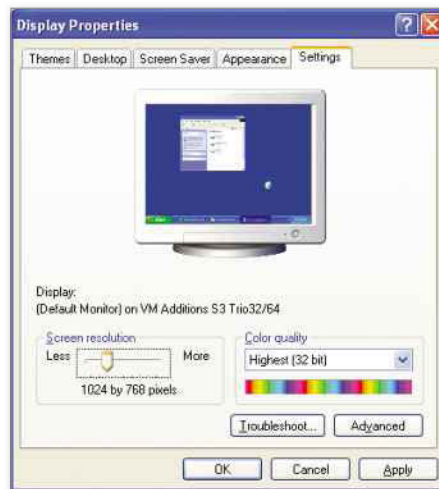 Display Properties
Themes Desktop Screen Saver Appearance Settings
Display:
(Default Monitor) on VM Additions S3 Trio32/64
Screen resolution
Less More
1024 by 768 pixels
Color quality
Highest (32 bit)
Troubleshoot... Advanced
OK Cancel Apply